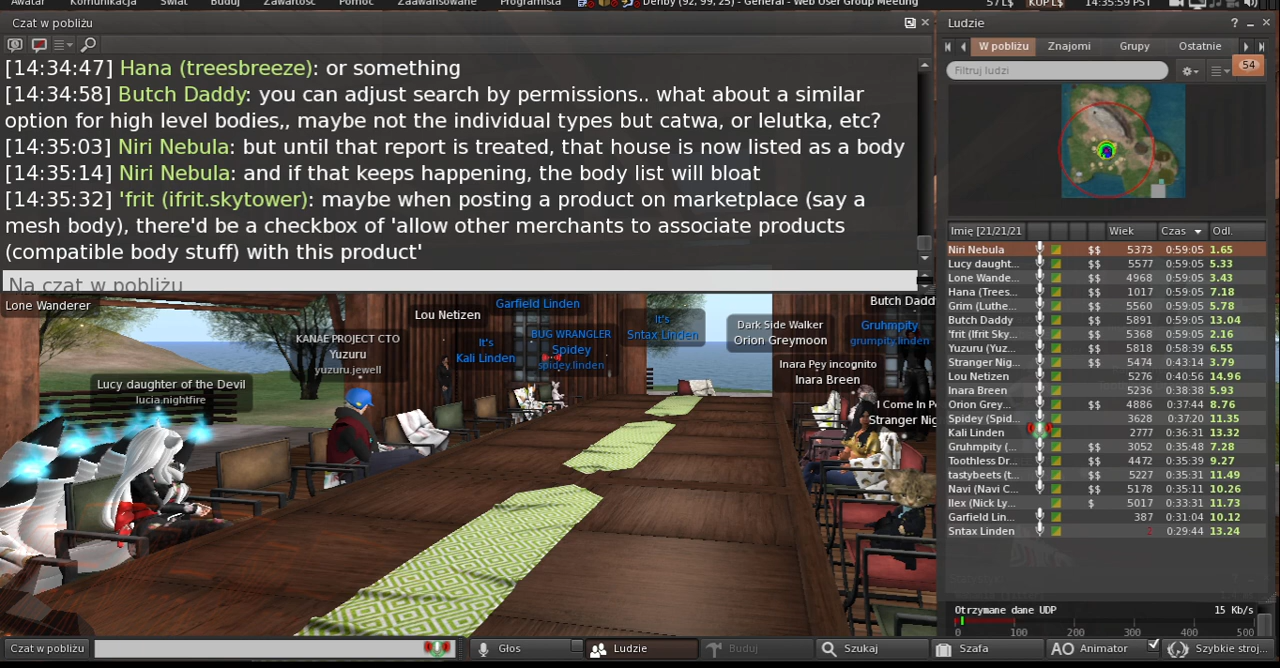 Awatar Komunikacja Świat Buduj Zawartość Pomoc Zaawansowane Programista Denby (92, 99, 25) - General - Web User Group Meeting 57 L$ KUP L$ 14:35:59 PST
Czat w pobliżu
[14:34:47] Hana (treesbreeze): or something
[14:34:58] Butch Daddy: you can adjust search by permissions.. what about a similar
option for high level bodies,, maybe not the individual types but catwa, or lelutka, etc?
[14:35:03] Niri Nebula: but until that report is treated, that house is now listed as a body
[14:35:14] Niri Nebula: and if that keeps happening, the body list will bloat
[14:35:32] 'frit (ifrit.skytower): maybe when posting a product on marketplace (say a
mesh body), there'd be a checkbox of 'allow other merchants to associate products
(compatible body stuff) with this product'
Na czat w pobliżu
Lone Wanderer
Garfield Linden
Lou Netizen
KANAE PROJECT CTO
Yuzuru
yuzuru.jewell
It's
Kali Linden
BUG WRANGLER
Spidey
spidey.linden
It's
Sntax Linden
Dark Side Walker
Orion Greymoon
Butch Dadd
Gruhmpity
grumpity.linden
Inara Pey incognito
Inara Breen
I Come In P
Stranger Nig
Lucy daughter of the Devil
lucia.nightfire
Ludzie
? _ ×
W pobliżu Znajomi Grupy Ostatnie
54
Filtruj ludzi
Imię [21/21/21 Wiek Czas Odl.
Niri Nebula $$ 5373 0:59:05 1.65
Lucy daught... $$ 5577 0:59:05 5.33
Lone Wande... $$ 4968 0:59:05 3.43
Hana (Trees... $$ 1017 0:59:05 7.18
Grim (Luthe... $$ 5560 0:59:05 5.78
Butch Daddy $$ 5891 0:59:05 13.04
'frit (Ifrit Sky... $$ 5368 0:59:05 2.16
Yuzuru (Yuz... $$ 5818 0:58:39 6.55
Stranger Nig... $$ 5474 0:43:14 3.79
Lou Netizen 5276 0:40:56 14.96
Inara Breen 5236 0:38:38 5.93
Orion Grey... $$ 4886 0:37:44 8.76
Spidey (Spid... 3628 0:37:20 11.35
Kali Linden 2777 0:36:31 13.32
Gruhmpity (... $$ 3052 0:35:48 7.28
Toothless Dr... $$ 4472 0:35:39 9.27
tastybeets (t... $$ 5227 0:35:31 11.49
Navi (Navi C... $$ 5178 0:35:11 10.26
Ilex (Nick Ly... $ 5017 0:33:31 11.73
Garfield Lin... 387 0:31:04 10.12
Sntax Linden 2 0:29:44 13.24
Otrzymane dane UDP 15 Kb/s
0 100 200 300 400 500
Czat w pobliżu Głos Ludzie Buduj Szukaj Szafa AO Animator Szybkie stroj...